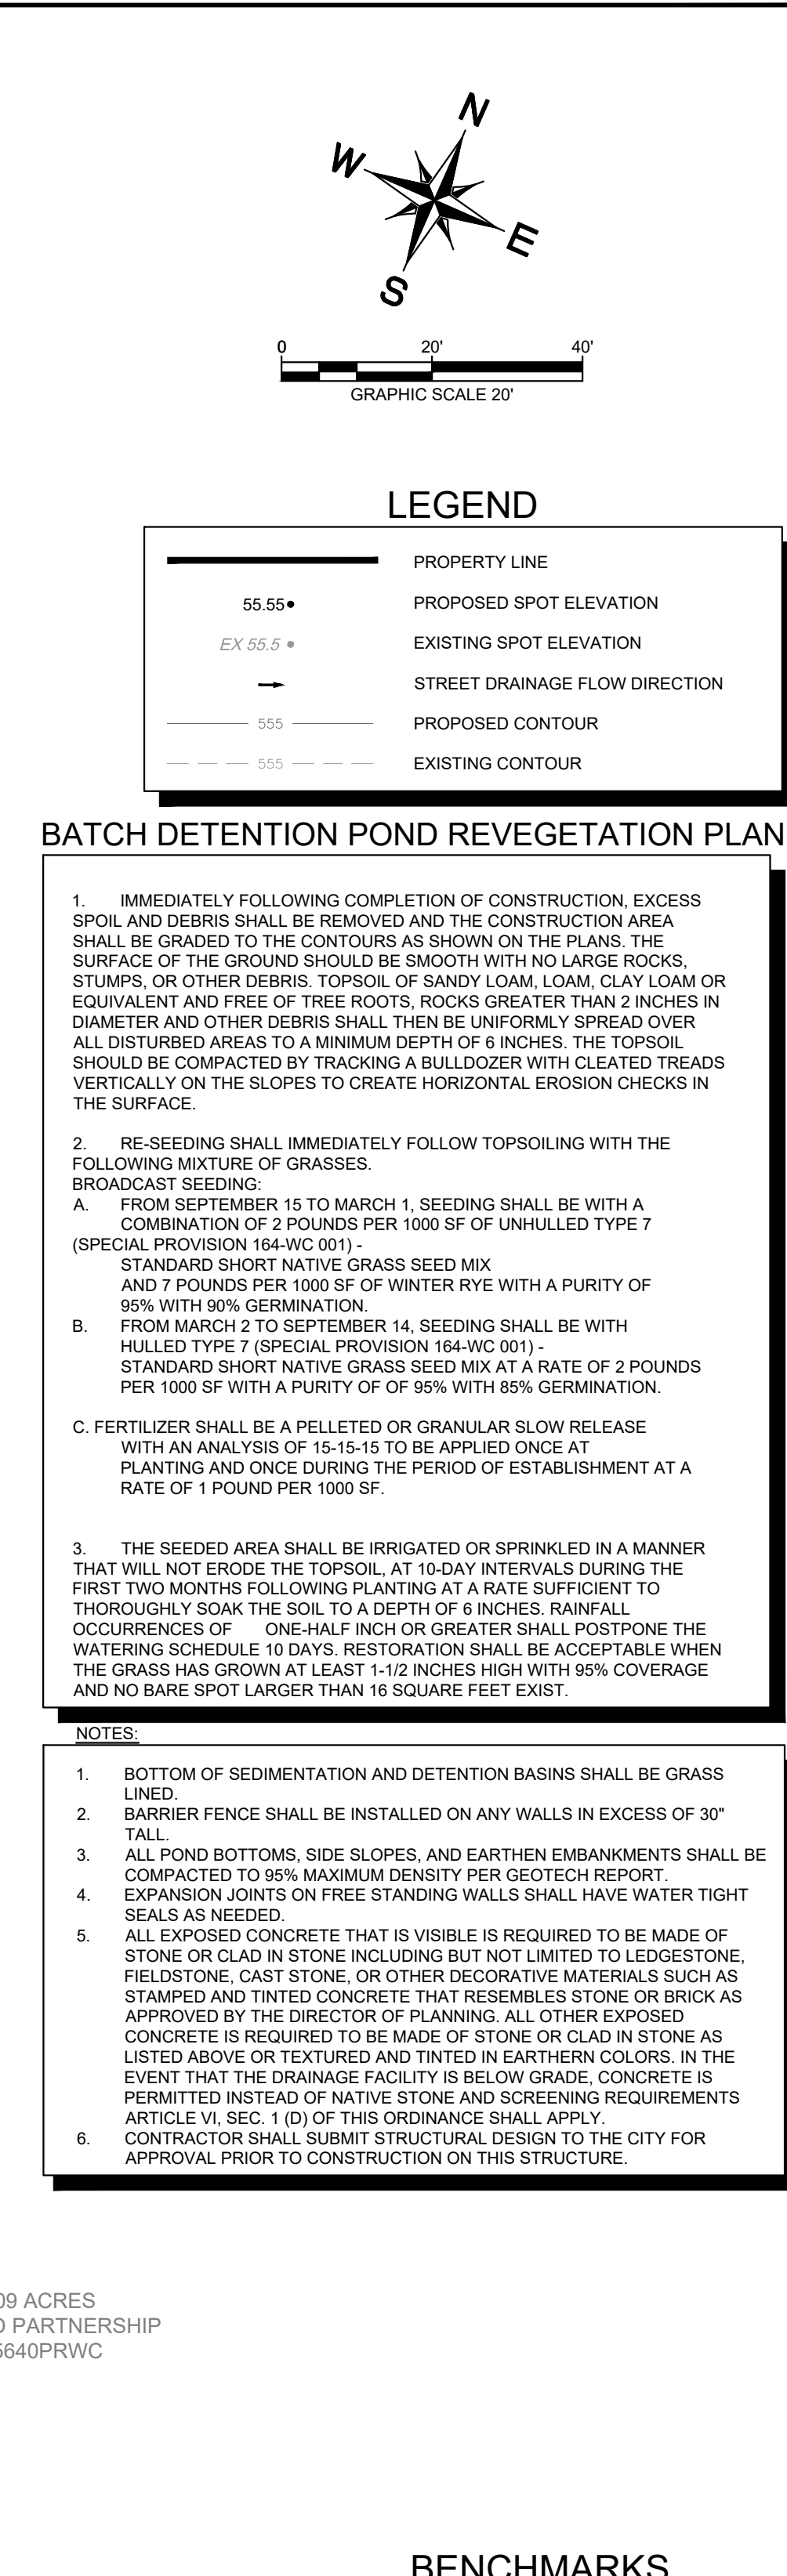 N
W
E
S
0 20' 40'
GRAPHIC SCALE 20'
LEGEND
PROPERTY LINE
55.55 PROPOSED SPOT ELEVATION
EX 55.5 EXISTING SPOT ELEVATION
STREET DRAINAGE FLOW DIRECTION
555 PROPOSED CONTOUR
555 EXISTING CONTOUR
BATCH DETENTION POND REVEGETATION PLAN
1. IMMEDIATELY FOLLOWING COMPLETION OF CONSTRUCTION, EXCESS
SPOIL AND DEBRIS SHALL BE REMOVED AND THE CONSTRUCTION AREA
SHALL BE GRADED TO THE CONTOURS AS SHOWN ON THE PLANS. THE
SURFACE OF THE GROUND SHOULD BE SMOOTH WITH NO LARGE ROCKS,
STUMPS, OR OTHER DEBRIS. TOPSOIL OF SANDY LOAM, LOAM, CLAY LOAM OR
EQUIVALENT AND FREE OF TREE ROOTS, ROCKS GREATER THAN 2 INCHES IN
DIAMETER AND OTHER DEBRIS SHALL THEN BE UNIFORMLY SPREAD OVER
ALL DISTURBED AREAS TO A MINIMUM DEPTH OF 6 INCHES. THE TOPSOIL
SHOULD BE COMPACTED BY TRACKING A BULLDOZER WITH CLEATED TREADS
VERTICALLY ON THE SLOPES TO CREATE HORIZONTAL EROSION CHECKS IN
THE SURFACE.
2. RE-SEEDING SHALL IMMEDIATELY FOLLOW TOPSOILING WITH THE
FOLLOWING MIXTURE OF GRASSES.
BROADCAST SEEDING:
A. FROM SEPTEMBER 15 TO MARCH 1, SEEDING SHALL BE WITH A
COMBINATION OF 2 POUNDS PER 1000 SF OF UNHULLED TYPE 7
(SPECIAL PROVISION 164-WC 001) -
STANDARD SHORT NATIVE GRASS SEED MIX
AND 7 POUNDS PER 1000 SF OF WINTER RYE WITH A PURITY OF
95% WITH 90% GERMINATION.
B. FROM MARCH 2 TO SEPTEMBER 14, SEEDING SHALL BE WITH
HULLED TYPE 7 (SPECIAL PROVISION 164-WC 001) -
STANDARD SHORT NATIVE GRASS SEED MIX AT A RATE OF 2 POUNDS
PER 1000 SF WITH A PURITY OF OF 95% WITH 85% GERMINATION.
C. FERTILIZER SHALL BE A PELLETED OR GRANULAR SLOW RELEASE
WITH AN ANALYSIS OF 15-15-15 TO BE APPLIED ONCE AT
PLANTING AND ONCE DURING THE PERIOD OF ESTABLISHMENT AT A
RATE OF 1 POUND PER 1000 SF.
3. THE SEEDED AREA SHALL BE IRRIGATED OR SPRINKLED IN A MANNER
THAT WILL NOT ERODE THE TOPSOIL, AT 10-DAY INTERVALS DURING THE
FIRST TWO MONTHS FOLLOWING PLANTING AT A RATE SUFFICIENT TO
THOROUGHLY SOAK THE SOIL TO A DEPTH OF 6 INCHES. RAINFALL
OCCURRENCES OF ONE-HALF INCH OR GREATER SHALL POSTPONE THE
WATERING SCHEDULE 10 DAYS. RESTORATION SHALL BE ACCEPTABLE WHEN
THE GRASS HAS GROWN AT LEAST 1-1/2 INCHES HIGH WITH 95% COVERAGE
AND NO BARE SPOT LARGER THAN 16 SQUARE FEET EXIST.
NOTES:
1. BOTTOM OF SEDIMENTATION AND DETENTION BASINS SHALL BE GRASS
LINED.
2. BARRIER FENCE SHALL BE INSTALLED ON ANY WALLS IN EXCESS OF 30"
TALL.
3. ALL POND BOTTOMS, SIDE SLOPES, AND EARTHEN EMBANKMENTS SHALL BE
COMPACTED TO 95% MAXIMUM DENSITY PER GEOTECH REPORT.
4. EXPANSION JOINTS ON FREE STANDING WALLS SHALL HAVE WATER TIGHT
SEALS AS NEEDED.
5. ALL EXPOSED CONCRETE THAT IS VISIBLE IS REQUIRED TO BE MADE OF
STONE OR CLAD IN STONE INCLUDING BUT NOT LIMITED TO LEDGESTONE,
FIELDSTONE, CAST STONE, OR OTHER DECORATIVE MATERIALS SUCH AS
STAMPED AND TINTED CONCRETE THAT RESEMBLES STONE OR BRICK AS
APPROVED BY THE DIRECTOR OF PLANNING. ALL OTHER EXPOSED
CONCRETE IS REQUIRED TO BE MADE OF STONE OR CLAD IN STONE AS
LISTED ABOVE OR TEXTURED AND TINTED IN EARTHERN COLORS. IN THE
EVENT THAT THE DRAINAGE FACILITY IS BELOW GRADE, CONCRETE IS
PERMITTED INSTEAD OF NATIVE STONE AND SCREENING REQUIREMENTS
ARTICLE VI, SEC. 1 (D) OF THIS ORDINANCE SHALL APPLY.
6. CONTRACTOR SHALL SUBMIT STRUCTURAL DESIGN TO THE CITY FOR
APPROVAL PRIOR TO CONSTRUCTION ON THIS STRUCTURE.
09 ACRES
PARTNERSHIP
5640PRWC
BENCHMARKS